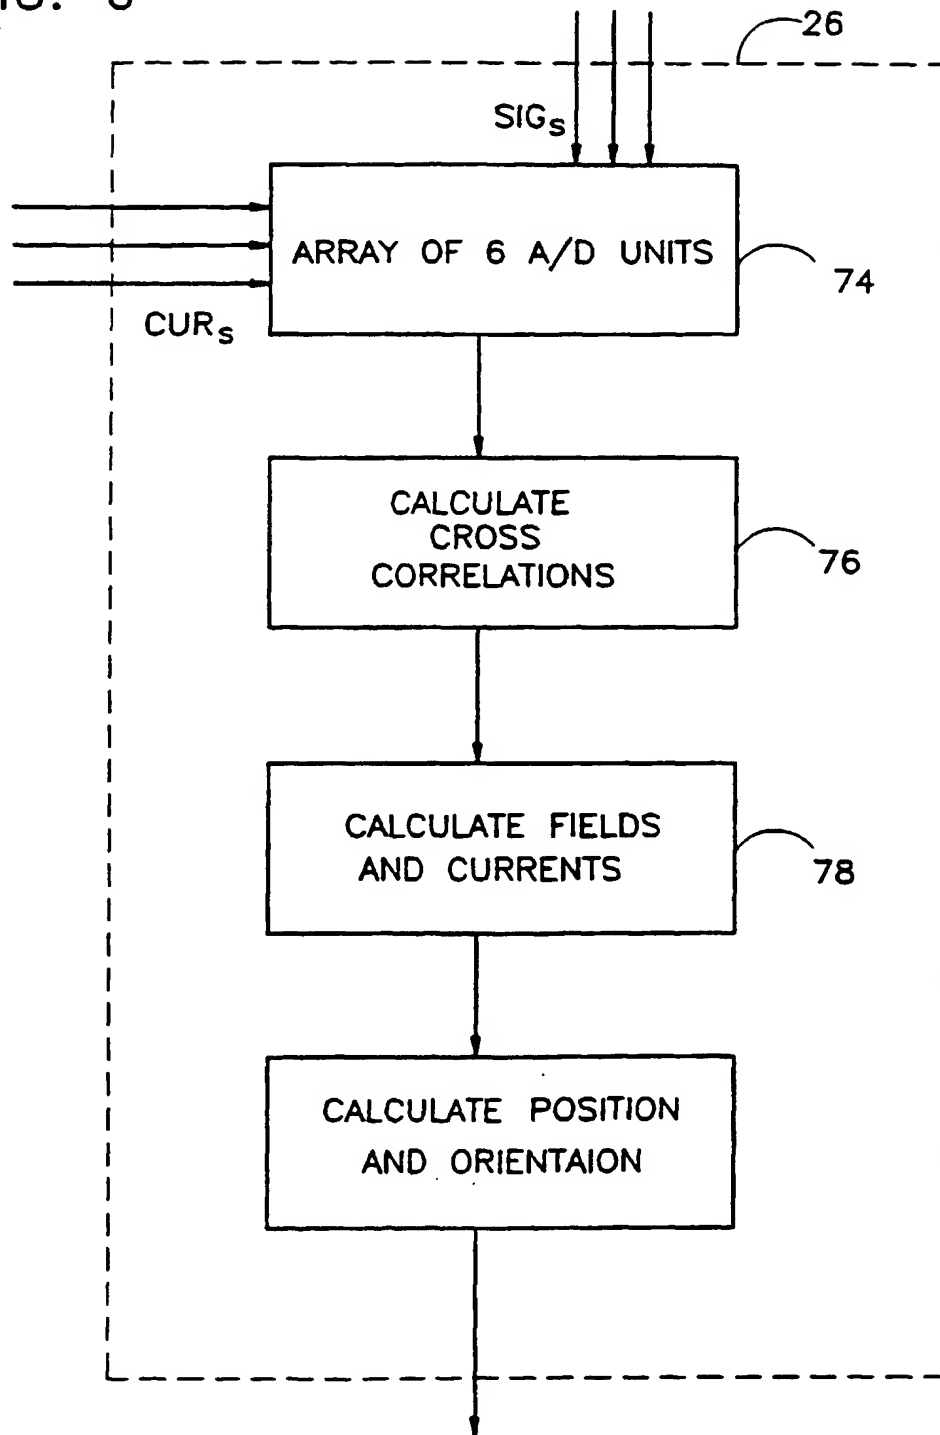 26
SIGs
ARRAY OF 6 A/D UNITS
74
CURs
CALCULATE
CROSS
CORRELATIONS
76
CALCULATE FIELDS
AND CURRENTS
78
CALCULATE POSITION
AND ORIENTAION